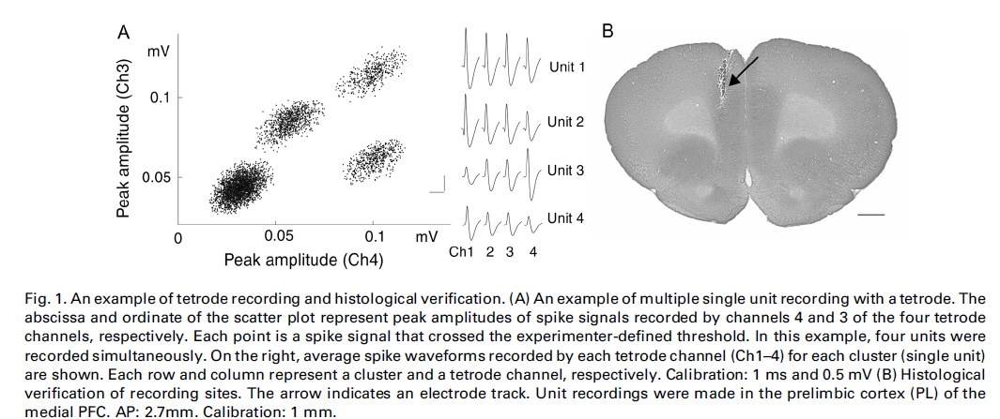 A
B
mV
Peak amplitude (Ch3)
0.1
0.05
0
0.05
0.1
mV
Peak amplitude (Ch4)
Unit 1
Unit 2
Unit 3
Unit 4
Ch1 2 3 4
Fig. 1. An example of tetrode recording and histological verification. (A) An example of multiple single unit recording with a tetrode. The
abscissa and ordinate of the scatter plot represent peak amplitudes of spike signals recorded by channels 4 and 3 of the four tetrode
channels, respectively. Each point is a spike signal that crossed the experimenter-defined threshold. In this example, four units were
recorded simultaneously. On the right, average spike waveforms recorded by each tetrode channel (Ch1–4) for each cluster (single unit)
are shown. Each row and column represent a cluster and a tetrode channel, respectively. Calibration: 1 ms and 0.5 mV (B) Histological
verification of recording sites. The arrow indicates an electrode track. Unit recordings were made in the prelimbic cortex (PL) of the
medial PFC. AP: 2.7mm. Calibration: 1 mm.